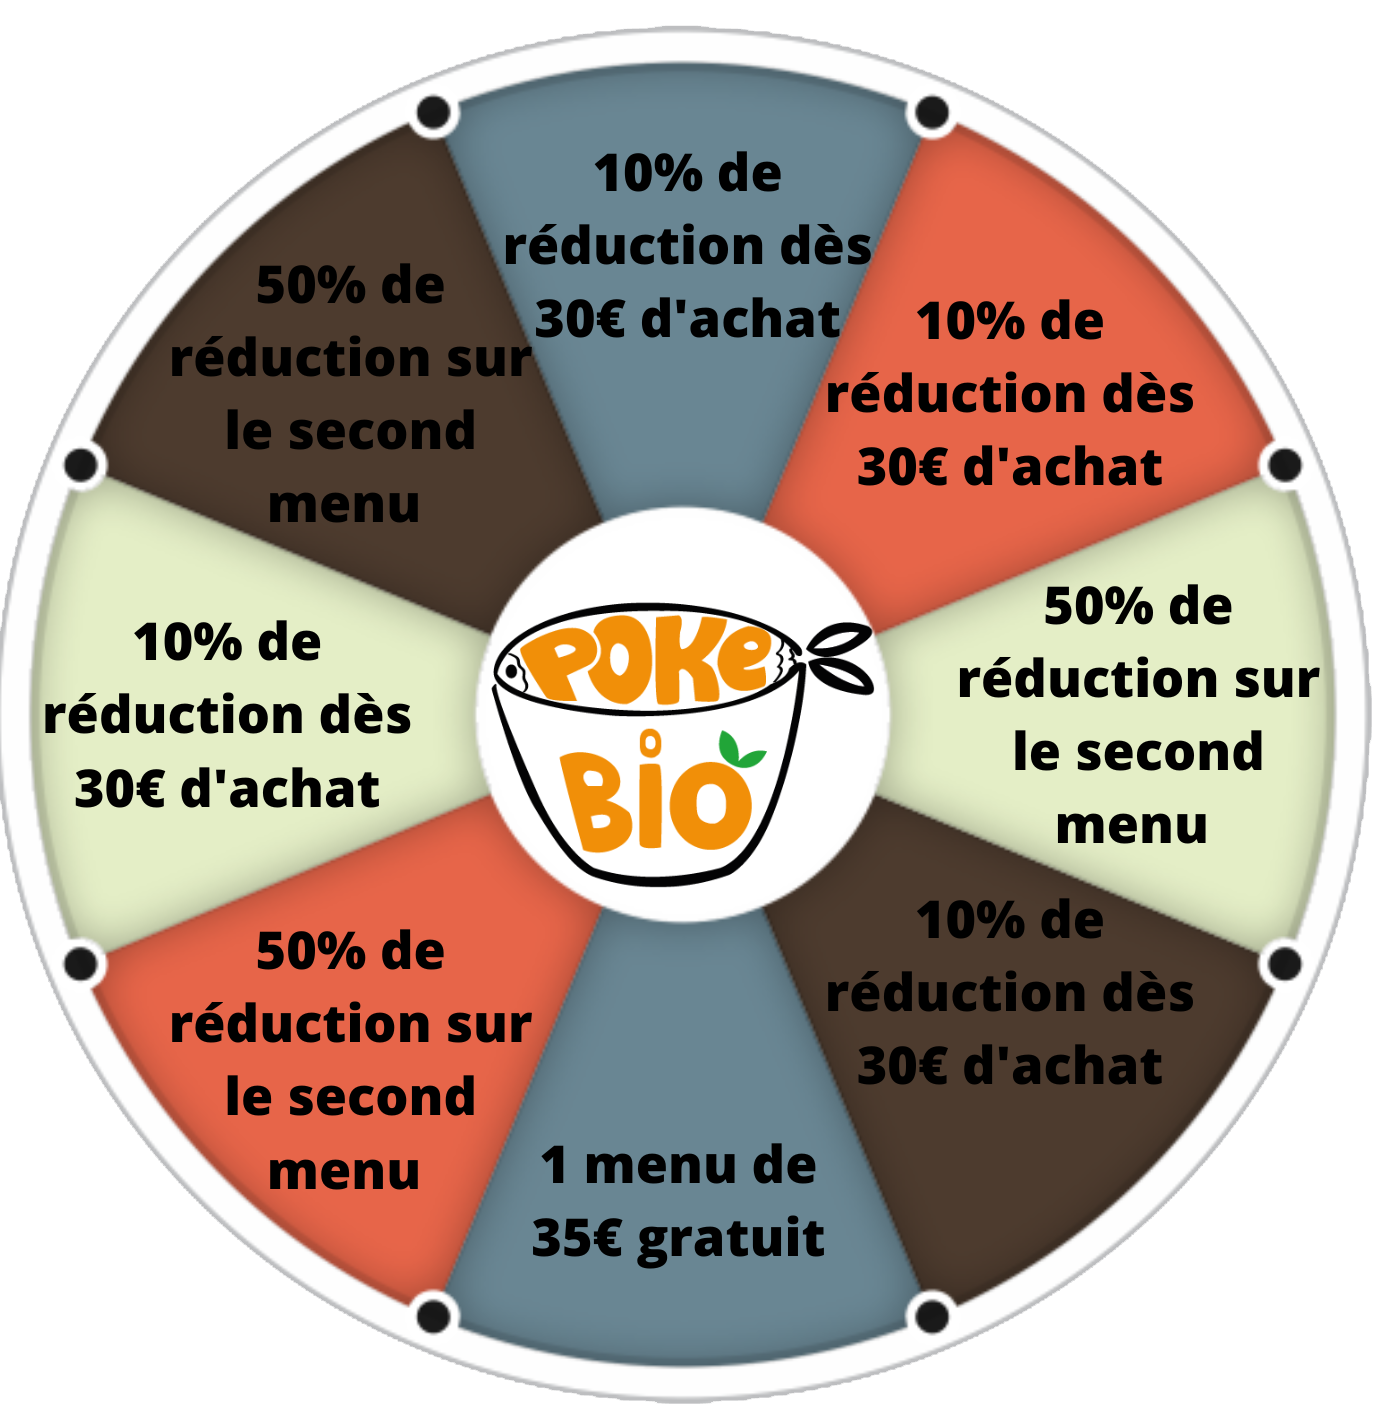 10% de
réduction dès
30€ d'achat
10% de
réduction dès
30€ d'achat
50% de
réduction sur
le second
menu
10% de
réduction dès
30€ d'achat
1 menu de
35€ gratuit
50% de
réduction sur
le second
menu
10% de
réduction dès
30€ d'achat
50% de
réduction sur
le second
menu
POKe
BiO